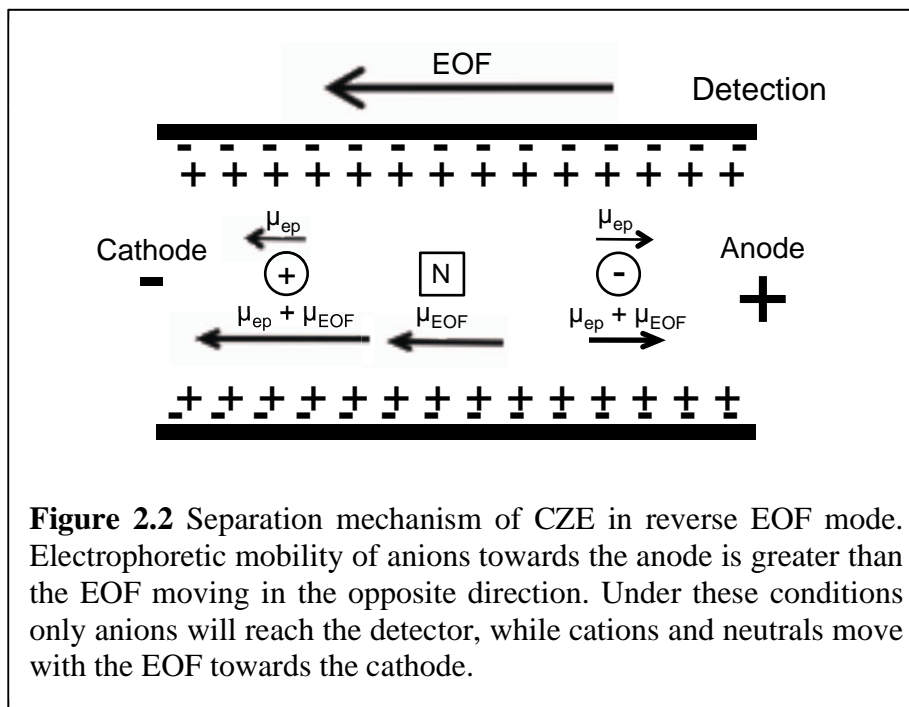 EOF
Detection
- - - - - - - - - - - -
+ + + + + + + + + + + + +
μep μep
Cathode Anode
- + N - +
μep + μEOF μEOF μep + μEOF
+ + + + + + + + + + + + +
- - - - - - - - - - - - -
Figure 2.2 Separation mechanism of CZE in reverse EOF mode.
Electrophoretic mobility of anions towards the anode is greater than
the EOF moving in the opposite direction. Under these conditions
only anions will reach the detector, while cations and neutrals move
with the EOF towards the cathode.